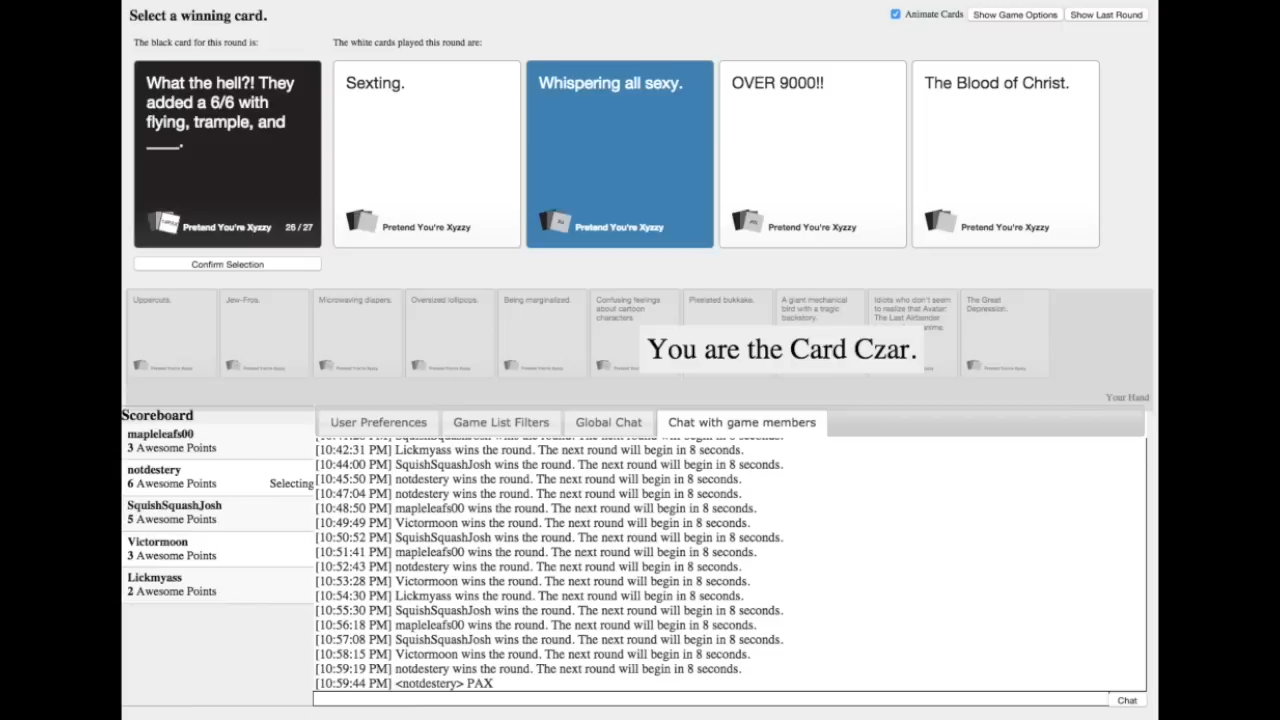 Select a winning card.
Animate Cards
Show Game Options
Show Last Round
The black card for this round is:
The white cards played this round are:
What the hell?! They
added a 6/6 with
flying, trample, and
____.
Pretend You're Xyzzy
26 / 27
Sexting.
Pretend You're Xyzzy
Whispering all sexy.
Pretend You're Xyzzy
OVER 9000!!
Pretend You're Xyzzy
The Blood of Christ.
Pretend You're Xyzzy
Confirm Selection
Uppercuts.
Jew-Fros.
Microwaving diapers.
Oversized lollipops.
Being marginalized.
Confusing feelings
about cartoon
characters
Pixelated bukkake.
A giant mechanical
bird with a tragic
backstory.
Idiots who don't seem
to realize that Avatar:
The Last Airbender
The Great
Depression.
You are the Card Czar.
Your Hand
Scoreboard
mapleleafs00
3 Awesome Points
notdestery
6 Awesome Points
Selecting
SquishSquashJosh
5 Awesome Points
Victormoon
3 Awesome Points
Lickmyass
2 Awesome Points
User Preferences
Game List Filters
Global Chat
Chat with game members
[10:42:31 PM] Lickmyass wins the round. The next round will begin in 8 seconds.
[10:44:00 PM] SquishSquashJosh wins the round. The next round will begin in 8 seconds.
[10:45:50 PM] notdestery wins the round. The next round will begin in 8 seconds.
[10:47:04 PM] notdestery wins the round. The next round will begin in 8 seconds.
[10:48:50 PM] mapleleafs00 wins the round. The next round will begin in 8 seconds.
[10:49:49 PM] Victormoon wins the round. The next round will begin in 8 seconds.
[10:50:52 PM] SquishSquashJosh wins the round. The next round will begin in 8 seconds.
[10:51:41 PM] mapleleafs00 wins the round. The next round will begin in 8 seconds.
[10:52:43 PM] notdestery wins the round. The next round will begin in 8 seconds.
[10:53:28 PM] Victormoon wins the round. The next round will begin in 8 seconds.
[10:54:30 PM] Lickmyass wins the round. The next round will begin in 8 seconds.
[10:55:30 PM] SquishSquashJosh wins the round. The next round will begin in 8 seconds.
[10:56:18 PM] mapleleafs00 wins the round. The next round will begin in 8 seconds.
[10:57:08 PM] SquishSquashJosh wins the round. The next round will begin in 8 seconds.
[10:58:15 PM] Victormoon wins the round. The next round will begin in 8 seconds.
[10:59:19 PM] notdestery wins the round. The next round will begin in 8 seconds.
[10:59:44 PM] <notdestery> PAX
Chat